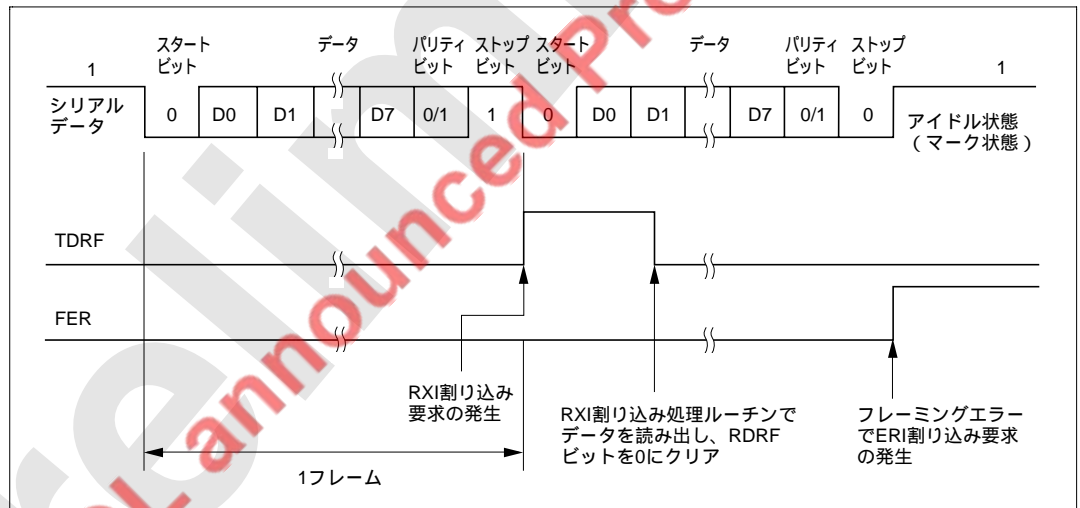 スタート
ビット
データ
パリティ
ビット
ストップ
ビット
スタート
ビット
データ
パリティ
ビット
ストップ
ビット
1
1
シリアル
データ
0 D0 D1 D7 0/1 1 0 D0 D1 D7 0/1 0
アイドル状態
(マーク状態)
TDRF
FER
RXI割り込み
要求の発生
RXI割り込み処理ルーチンで
データを読み出し、RDRF
ビットを0にクリア
フレーミングエラー
でERI割り込み要求
の発生
1フレーム
relim
announced Pro